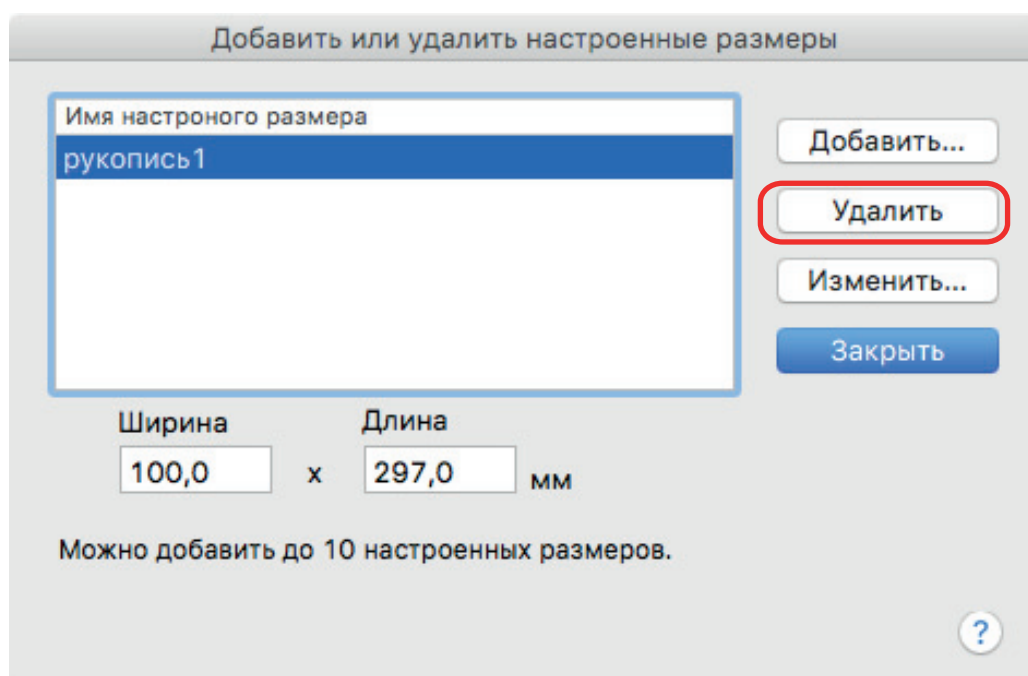 Добавить или удалить настроенные размеры
Имя настроного размера
рукопись1
Добавить...
Удалить
Изменить...
Закрыть
Ширина Длина
100,0 x 297,0 мм
Можно добавить до 10 настроенных размеров.
?